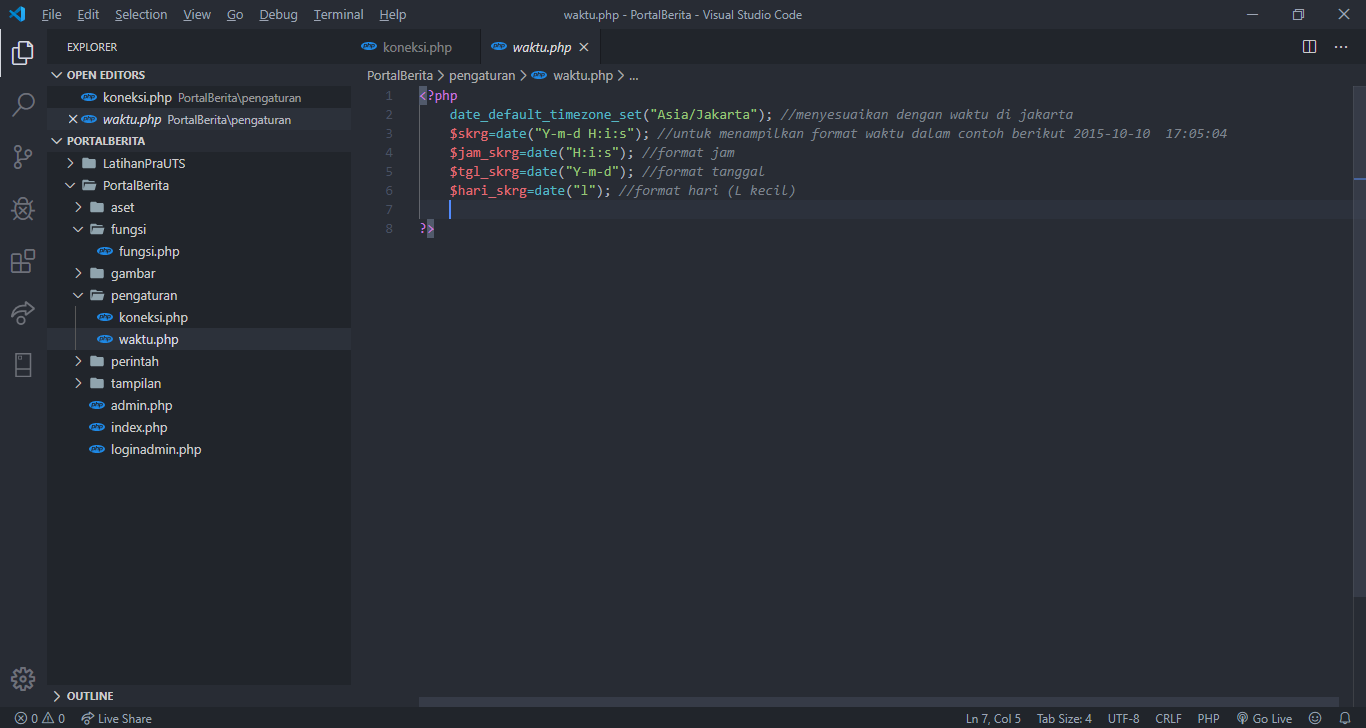 File Edit Selection View Go Debug Terminal Help waktu.php - PortalBerita - Visual Studio Code
EXPLORER
OPEN EDITORS
koneksi.php PortalBerita\pengaturan
waktu.php PortalBerita\pengaturan
PORTALBERITA
LatihanPraUTS
PortalBerita
aset
fungsi
fungsi.php
gambar
pengaturan
koneksi.php
waktu.php
perintah
tampilan
admin.php
index.php
loginadmin.php
OUTLINE
koneksi.php waktu.php
PortalBerita > pengaturan > waktu.php > ...
1 <?php
2 date_default_timezone_set("Asia/Jakarta"); //menyesuaikan dengan waktu di jakarta
3 $skrg=date("Y-m-d H:i:s"); //untuk menampilkan format waktu dalam contoh berikut 2015-10-10  17:05:04
4 $jam_skrg=date("H:i:s"); //format jam
5 $tgl_skrg=date("Y-m-d"); //format tanggal
6 $hari_skrg=date("l"); //format hari (L kecil)
7
8 ?>
0 0 Live Share Ln 7, Col 5 Tab Size: 4 UTF-8 CRLF PHP Go Live